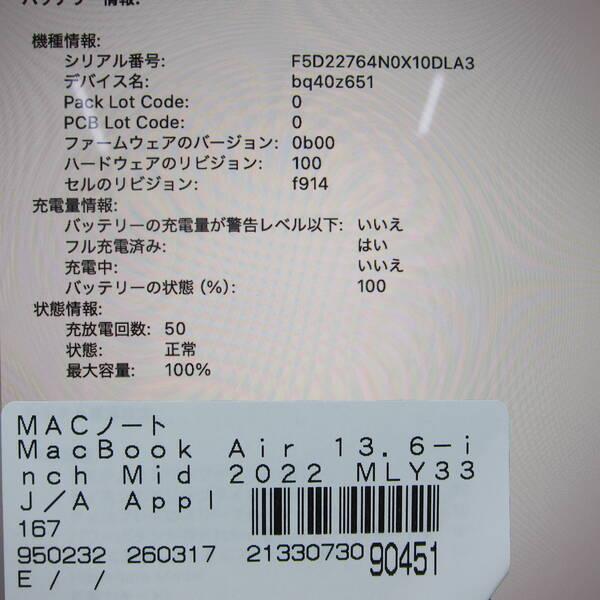 バッテリー情報:
機種情報:
シリアル番号: F5D22764N0X10DLA3
デバイス名: bq40z651
Pack Lot Code: 0
PCB Lot Code: 0
ファームウェアのバージョン: 0b00
ハードウェアのリビジョン: 100
セルのリビジョン: f914
充電量情報:
バッテリーの充電量が警告レベル以下: いいえ
フル充電済み: はい
充電中: いいえ
バッテリーの状態 (%): 100
状態情報:
充放電回数: 50
状態: 正常
最大容量: 100%
MACノート
MacBook Air 13.6-i
nch Mid 2022 MLY33
J/A Appl
167
950232 260317 21330730 90451
E / /